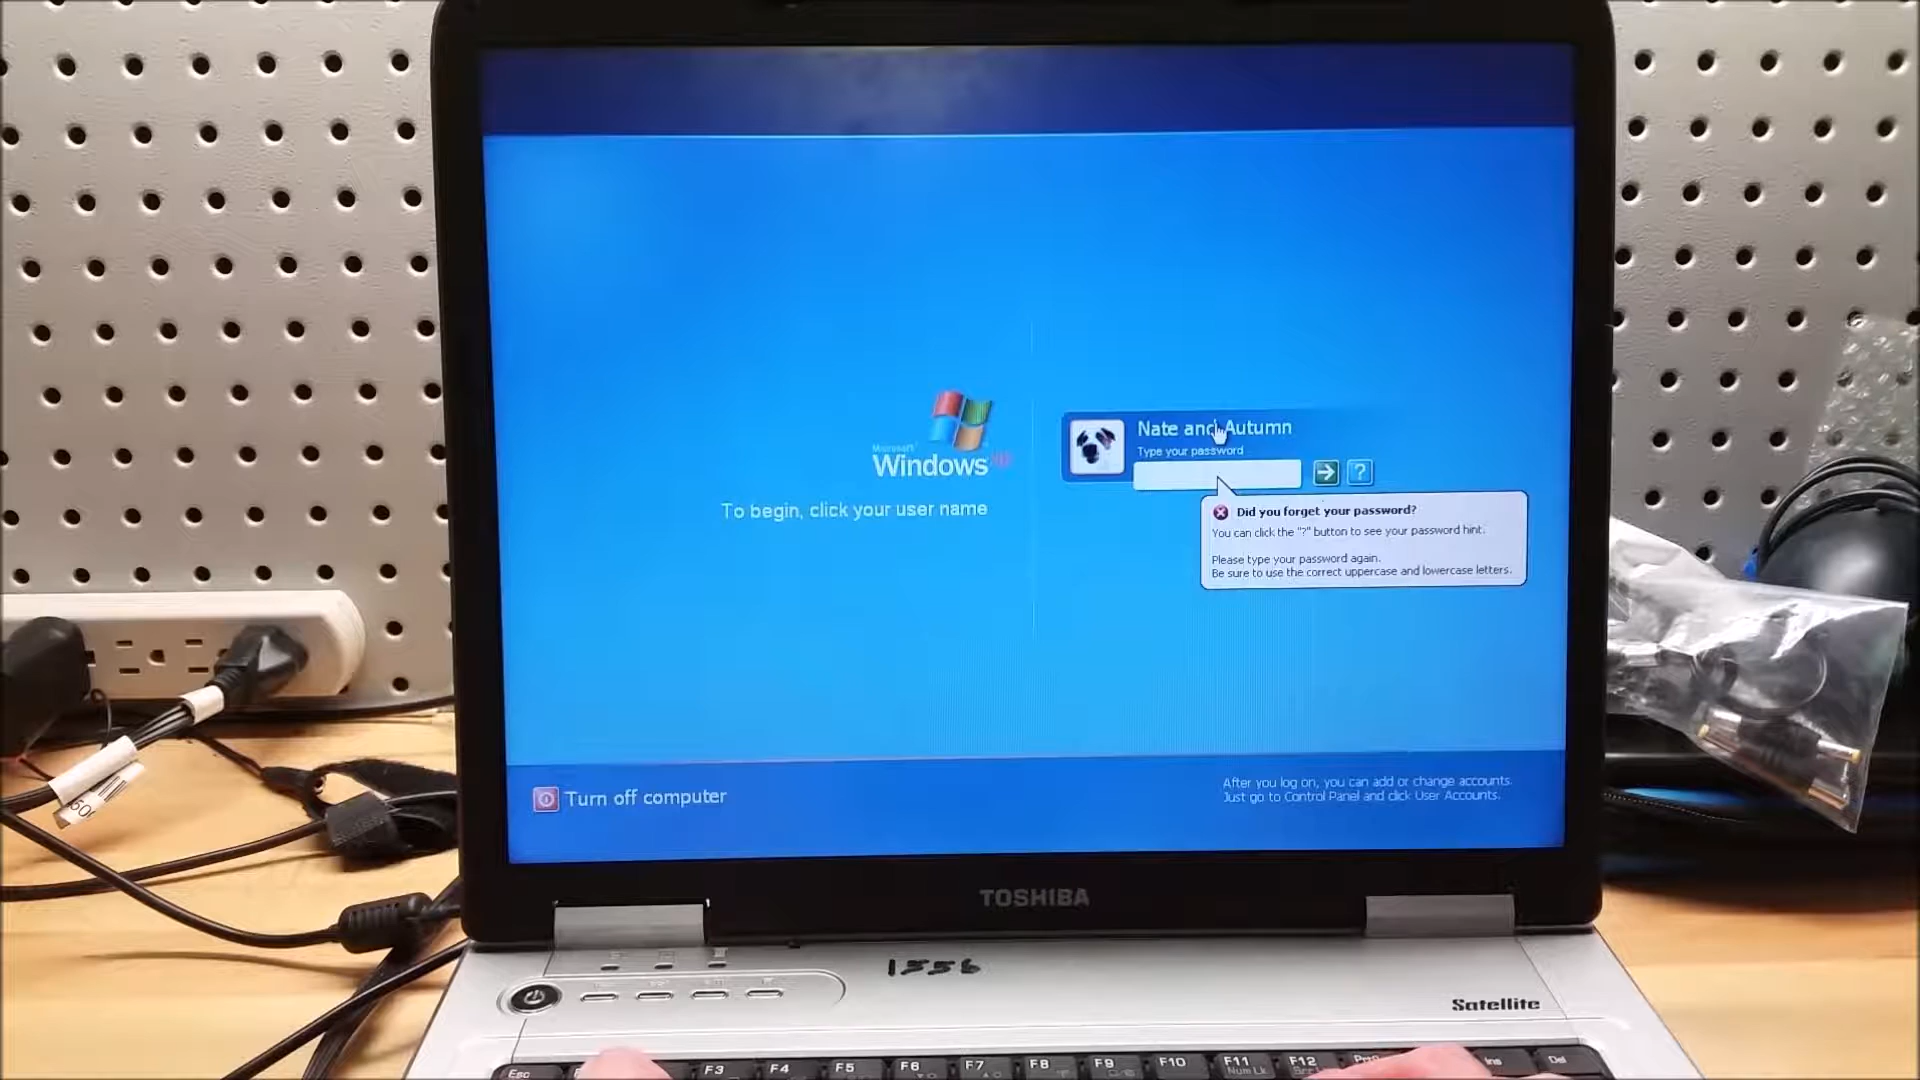 Nate and Autumn
Type your password
?
Microsoft
Windows xp
To begin, click your user name
Did you forget your password?
You can click the "?" button to see your password hint.
Please type your password again.
Be sure to use the correct uppercase and lowercase letters.
Turn off computer
After you log on, you can add or change accounts.
Just go to Control Panel and click User Accounts.
TOSHIBA
1556
Satellite
Esc
F3
F4
F5
F6
F7
F8
F9
F10
F11
Num Lk
F12
Ins
Del